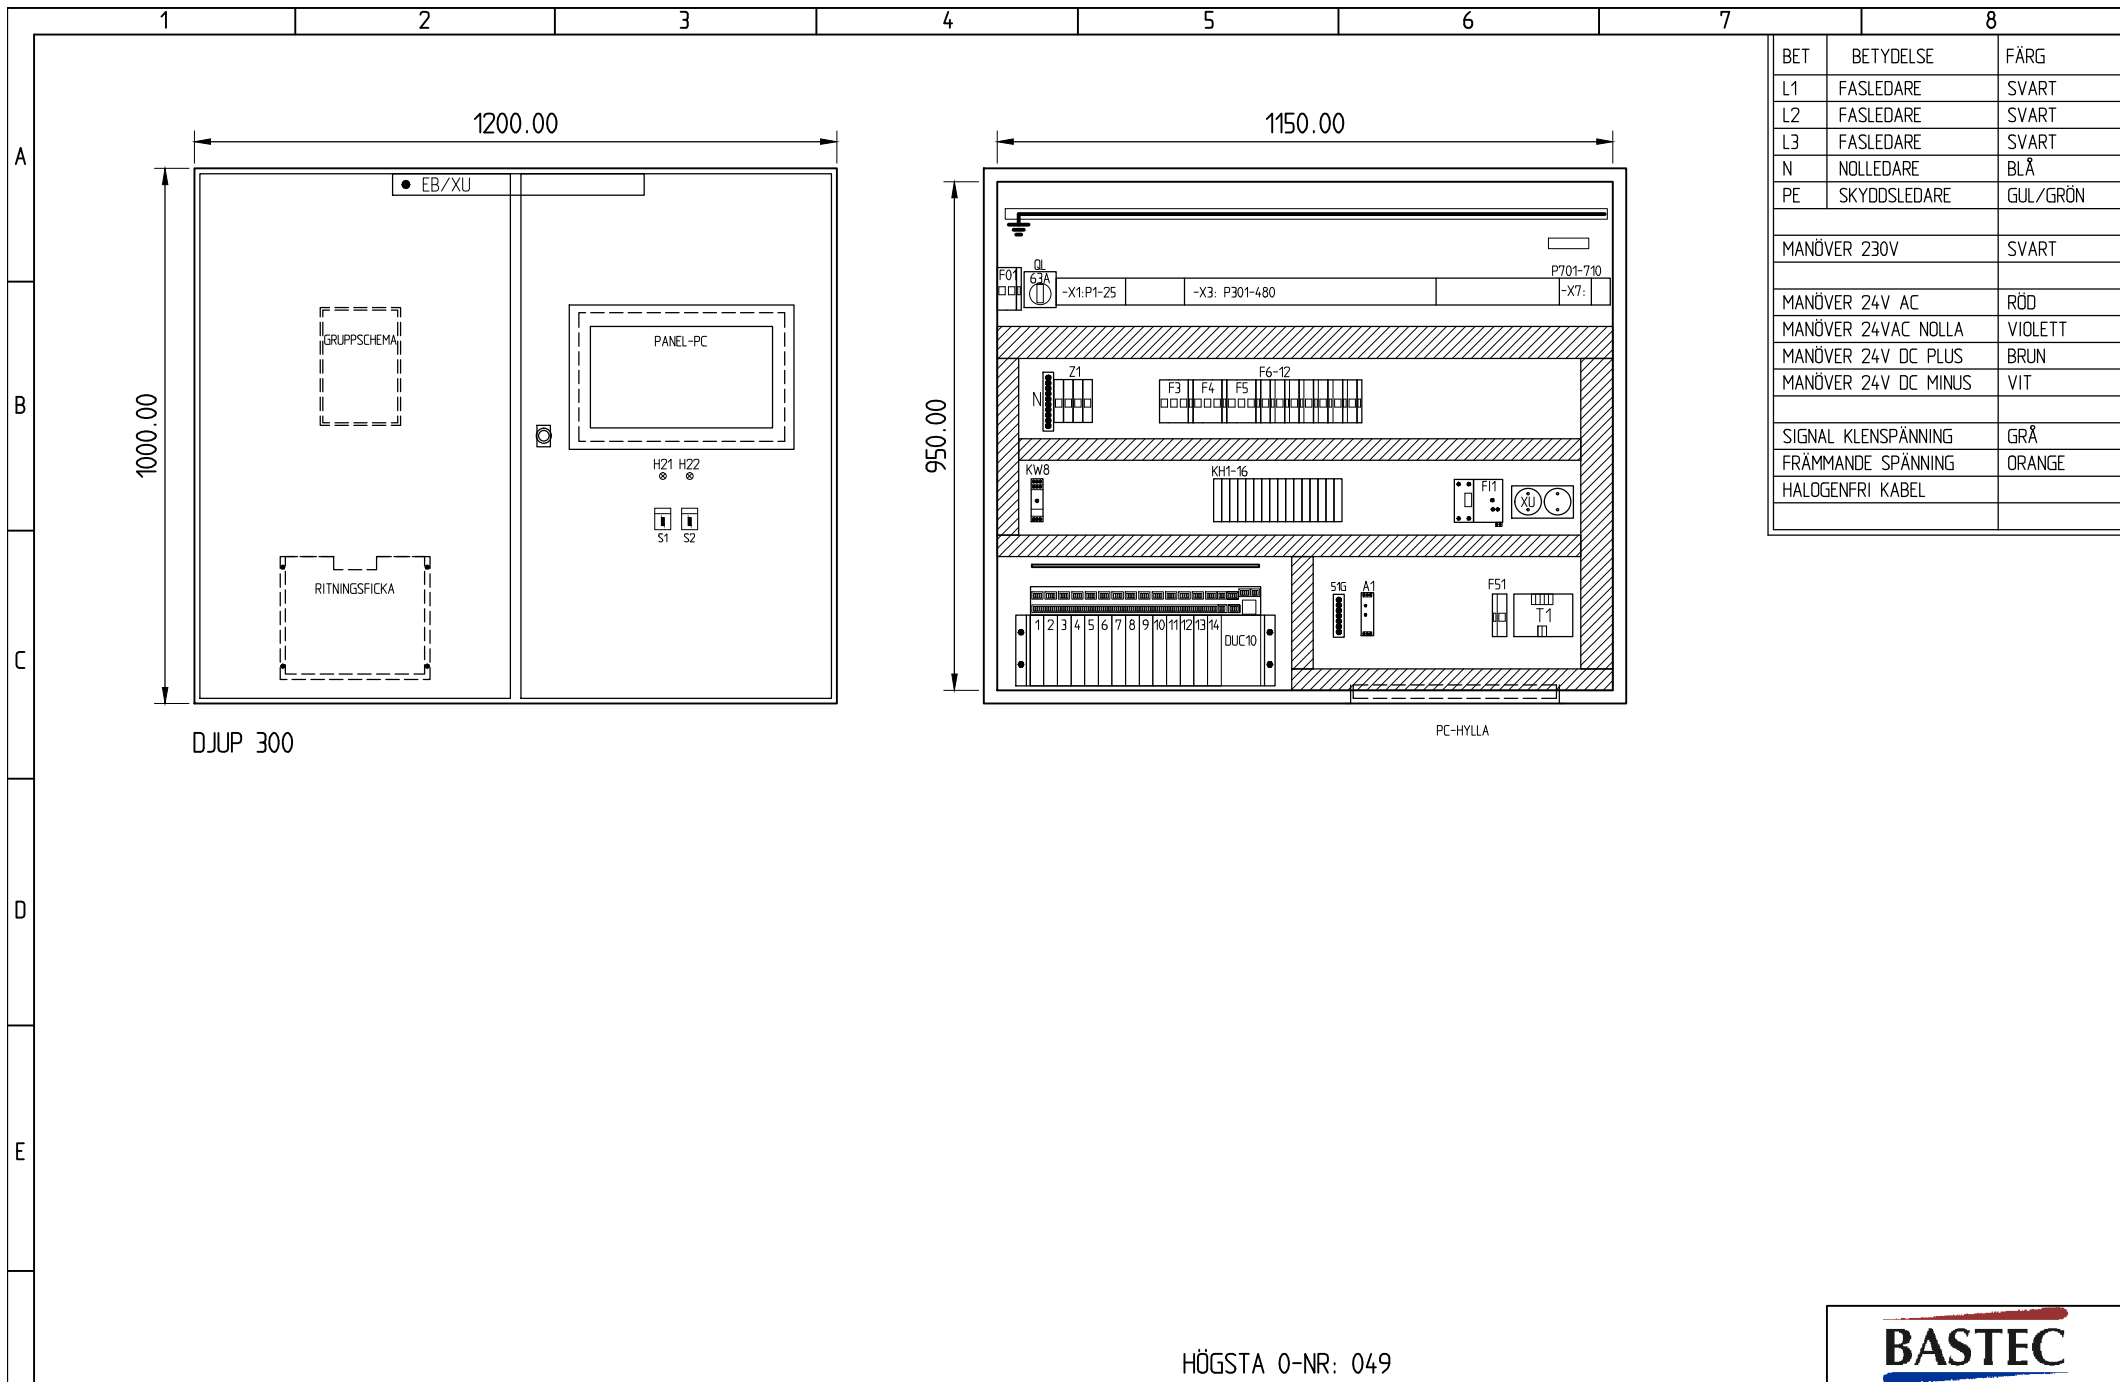 1 2 3 4 5 6 7 8
A
B
C
D
E
1200.00
1000.00
EB/XU
GRUPPSCHEMA
PANEL-PC
H21 H22
S1 S2
RITNINGSFICKA
DJUP 300
1150.00
950.00
F01
QL
63A
-X1:P1-25
-X3: P301-480
P701-710
-X7:
N
Z1
F3 F4 F5
F6-12
KW8
KH1-16
FI1
XU
1 2 3 4 5 6 7 8 9 10 11 12 13 14
DUC10
51G
A1
F51
T1
PC-HYLLA
BET BETYDELSE FÄRG
L1 FASLEDARE SVART
L2 FASLEDARE SVART
L3 FASLEDARE SVART
N NOLLEDARE BLÅ
PE SKYDDSLEDARE GUL/GRÖN
MANÖVER 230V SVART
MANÖVER 24V AC RÖD
MANÖVER 24VAC NOLLA VIOLETT
MANÖVER 24V DC PLUS BRUN
MANÖVER 24V DC MINUS VIT
SIGNAL KLENSPÄNNING GRÅ
FRÄMMANDE SPÄNNING ORANGE
HALOGENFRI KABEL
HÖGSTA O-NR: 049
BASTEC